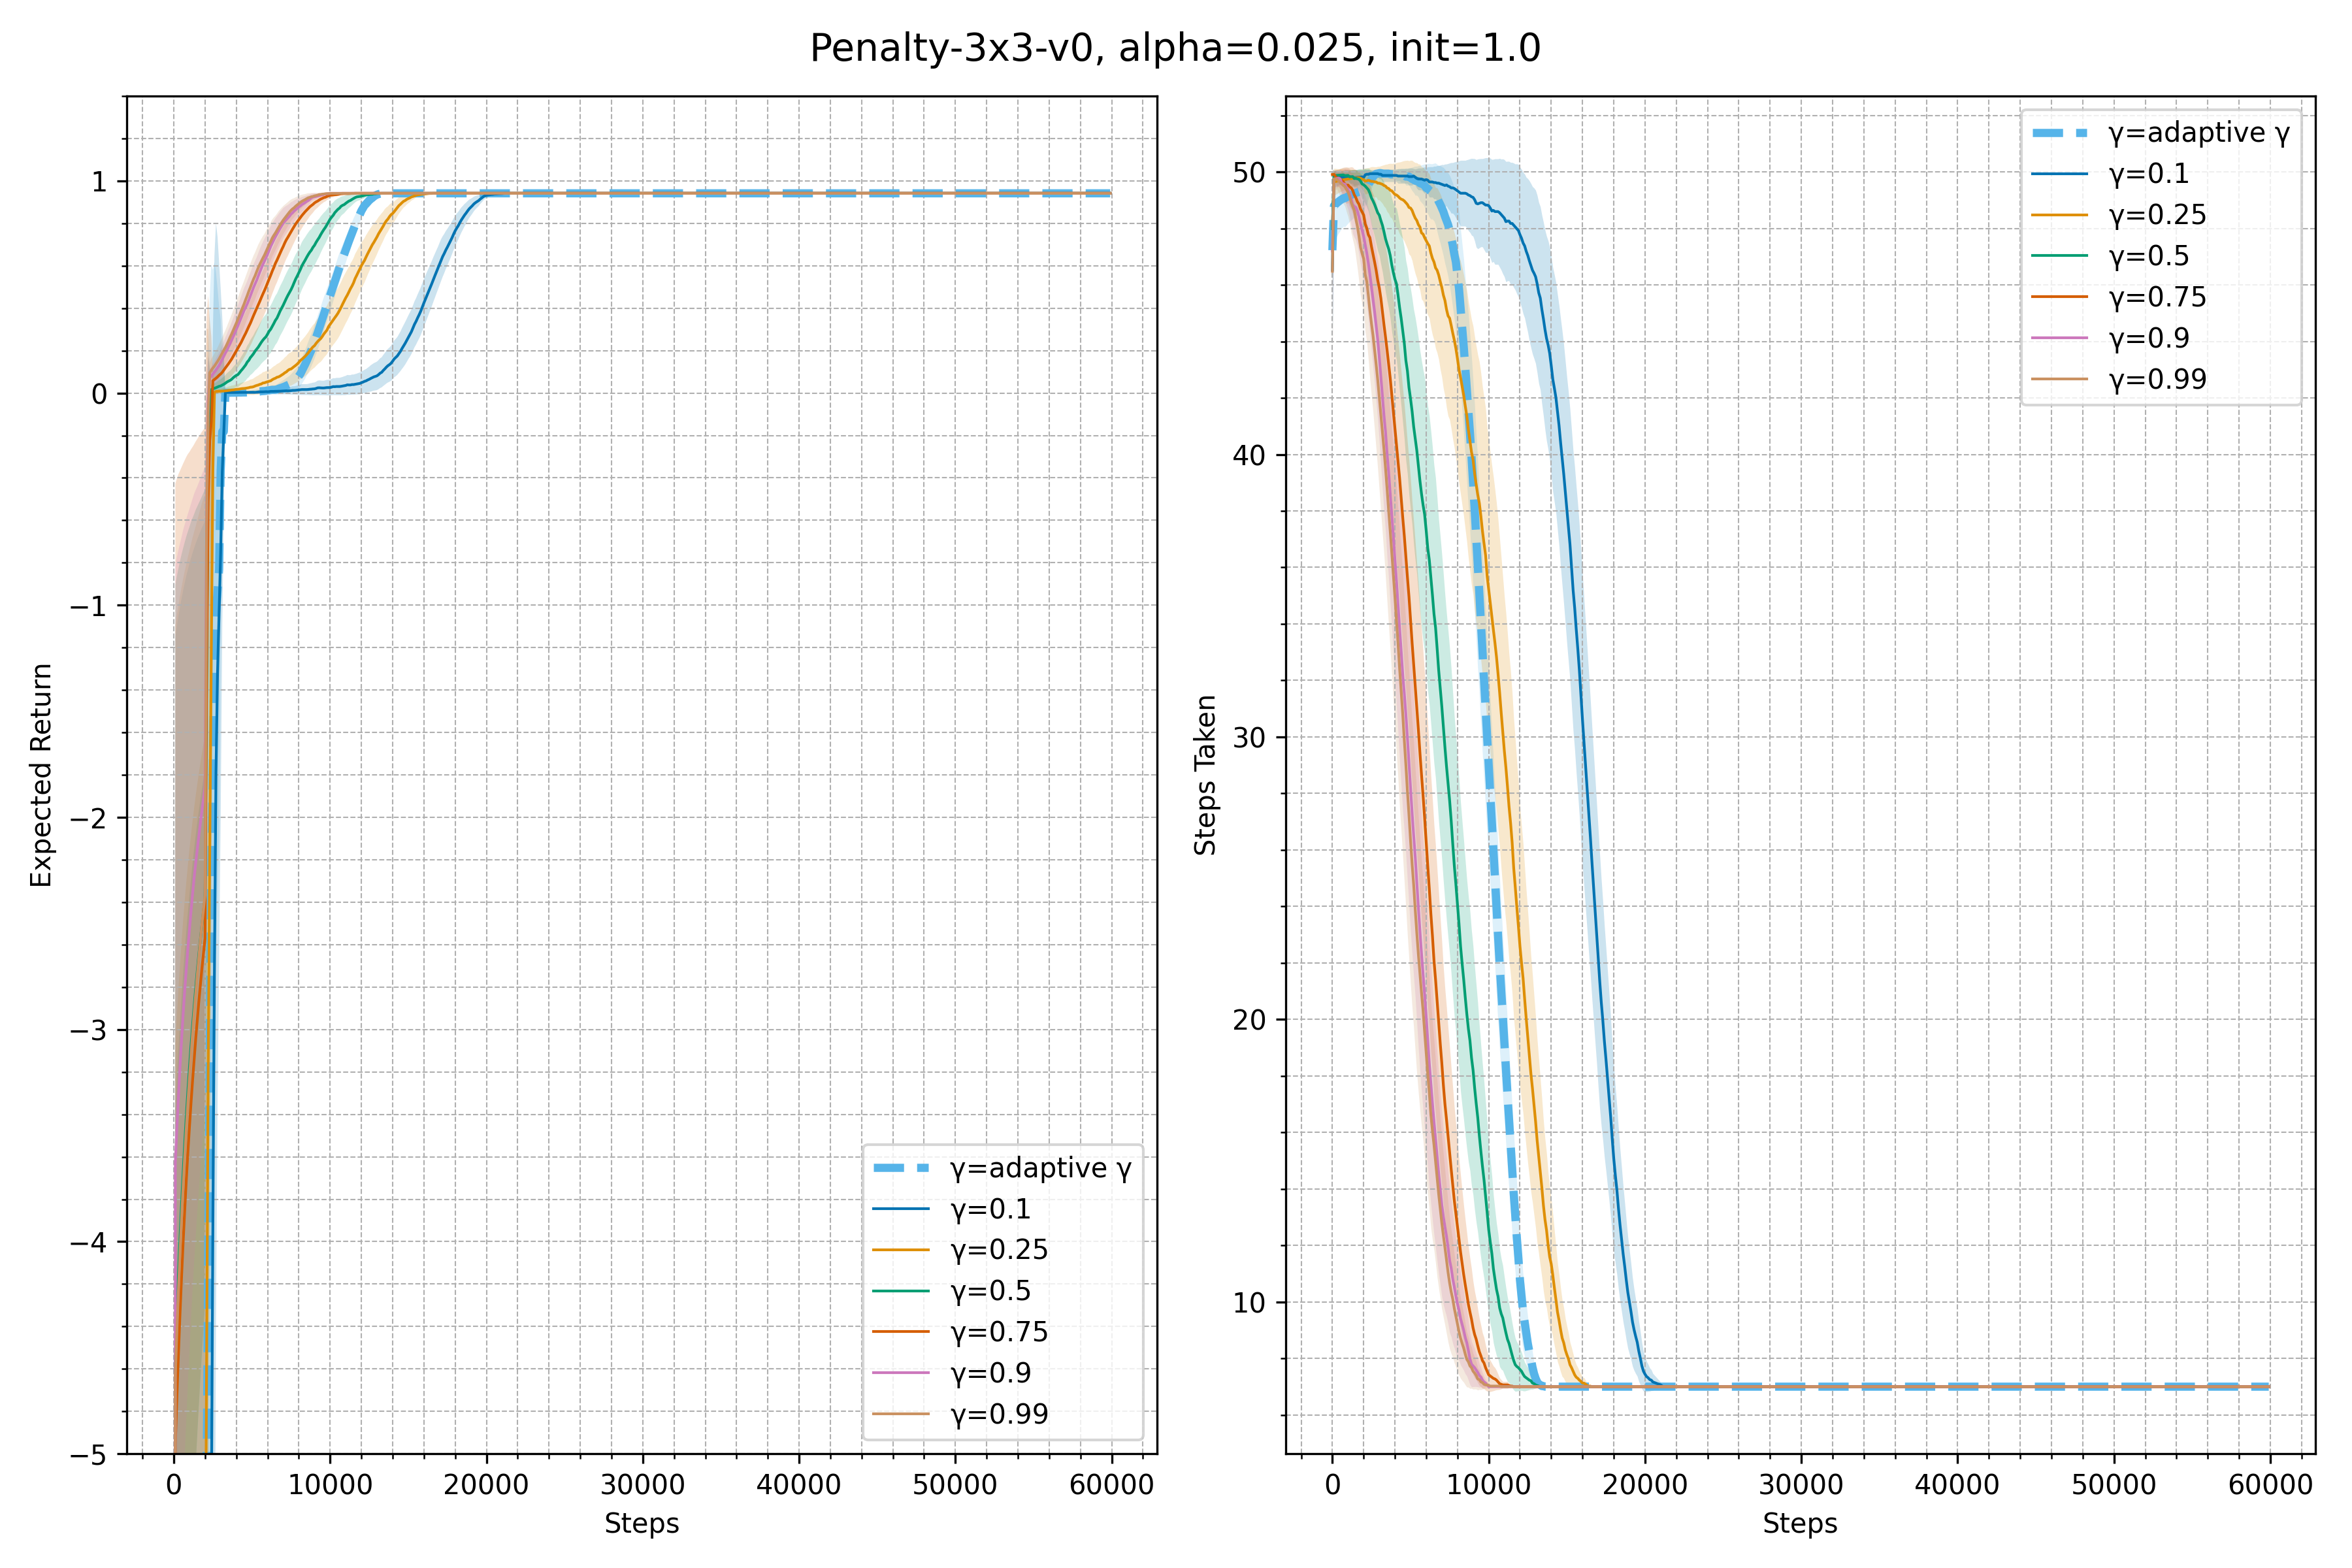 Penalty-3x3-v0, alpha=0.025, init=1.0
Expected Return
1
0
−1
−2
−3
−4
−5
0 10000 20000 30000 40000 50000 60000
Steps
γ=adaptive γ
γ=0.1
γ=0.25
γ=0.5
γ=0.75
γ=0.9
γ=0.99
Steps Taken
50
40
30
20
10
0 10000 20000 30000 40000 50000 60000
Steps
γ=adaptive γ
γ=0.1
γ=0.25
γ=0.5
γ=0.75
γ=0.9
γ=0.99